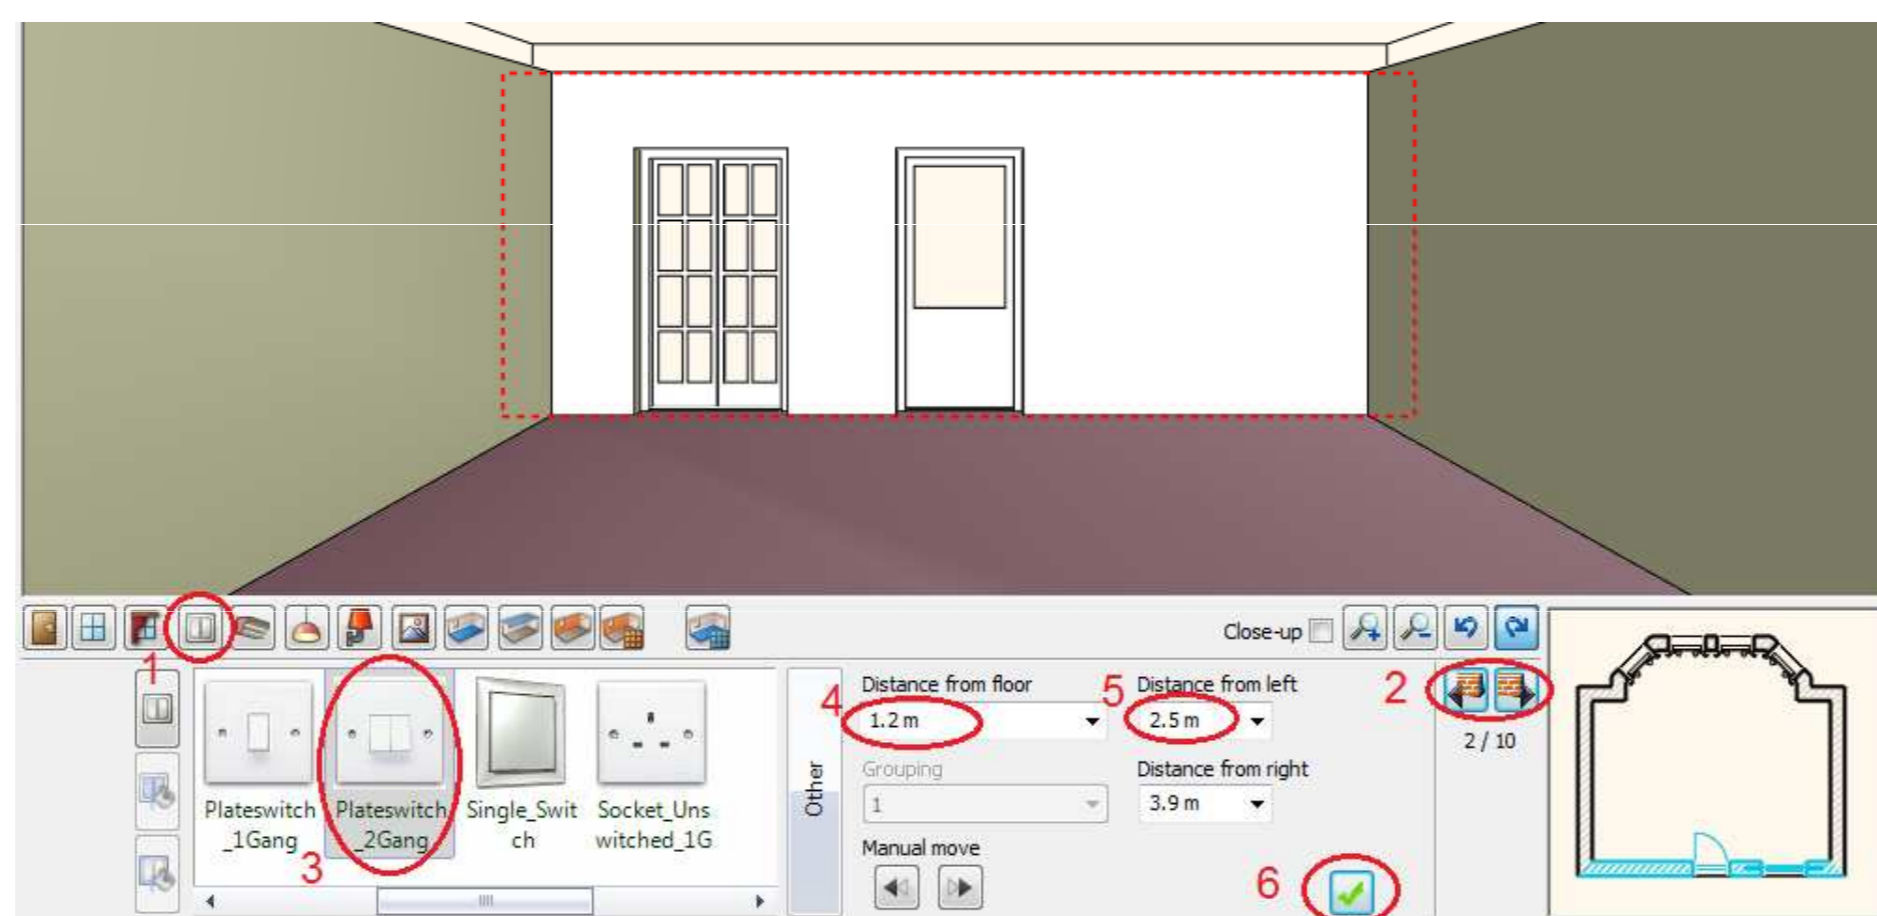 Close-up
1
Distance from floor
5
Distance from left
2
4
1.2 m
2.5 m
2 / 10
Other
Grouping
Distance from right
1
3.9 m
Plateswitch
_1Gang
Plateswitch
_2Gang
Single_Swit
ch
Socket_Uns
witched_1G
3
Manual move
6